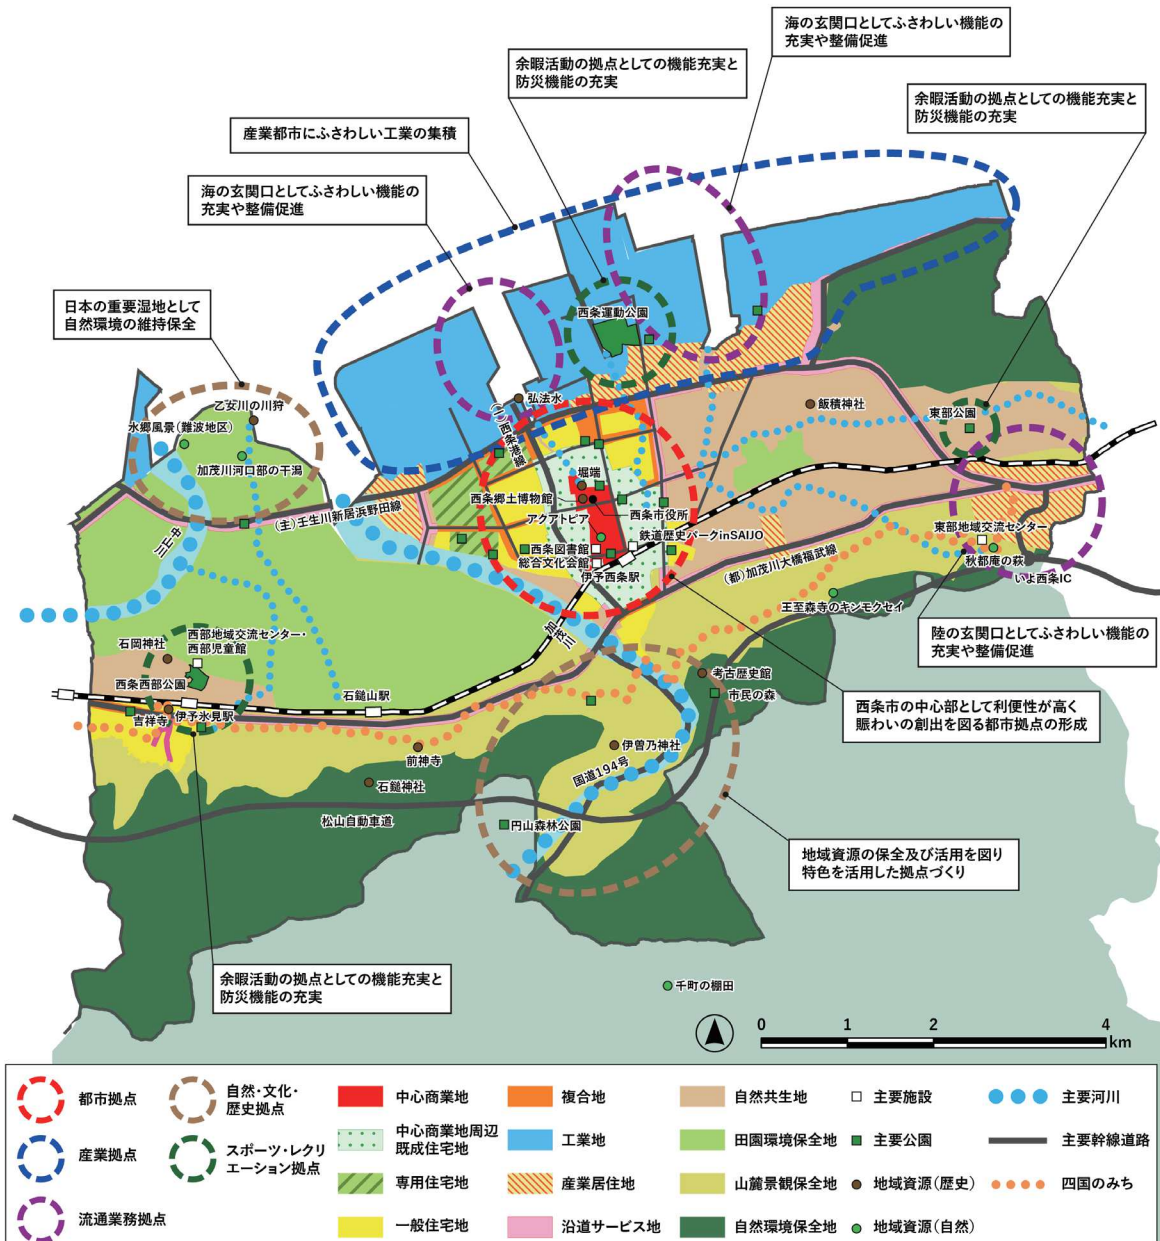 海の玄関口としてふさわしい機能の
充実や整備促進
余暇活動の拠点としての機能充実と
防災機能の充実
余暇活動の拠点としての機能充実と
防災機能の充実
産業都市にふさわしい工業の集積
海の玄関口としてふさわしい機能の
充実や整備促進
日本の重要湿地として
自然環境の維持保全
西条運動公園
乙女川の川狩
水郷風景(難波地区)
加茂川河口部の干潟
弘法水
(一)西条港線
飯積神社
東部公園
堀端
西条郷土博物館
西条市役所
アクアトピア
鉄道歴史パークinSAIJO
西条図書館
総合文化会館
伊予西条駅
(主)壬生川新居浜野田線
中山川
(都)加茂川大橋福武線
東部地域交流センター
秋都庵の萩
いよ西条IC
王至森寺のキンモクセイ
陸の玄関口としてふさわしい機能の
充実や整備促進
加茂川
石岡神社
西部地域交流センター・
西部児童館
西条西部公園
石鎚山駅
吉祥寺
伊予氷見駅
考古歴史館
市民の森
西条市の中心部として利便性が高く
賑わいの創出を図る都市拠点の形成
前神寺
伊曽乃神社
国道194号
石鎚神社
松山自動車道
円山森林公園
地域資源の保全及び活用を図り
特色を活用した拠点づくり
余暇活動の拠点としての機能充実と
防災機能の充実
千町の棚田
0 1 2 4
km
都市拠点
産業拠点
流通業務拠点
自然・文化・
歴史拠点
スポーツ・レクリ
エーション拠点
中心商業地
中心商業地周辺
既成住宅地
専用住宅地
一般住宅地
複合地
工業地
産業居住地
沿道サービス地
自然共生地
田園環境保全地
山麓景観保全地
自然環境保全地
主要施設
主要公園
地域資源(歴史)
地域資源(自然)
主要河川
主要幹線道路
四国のみち